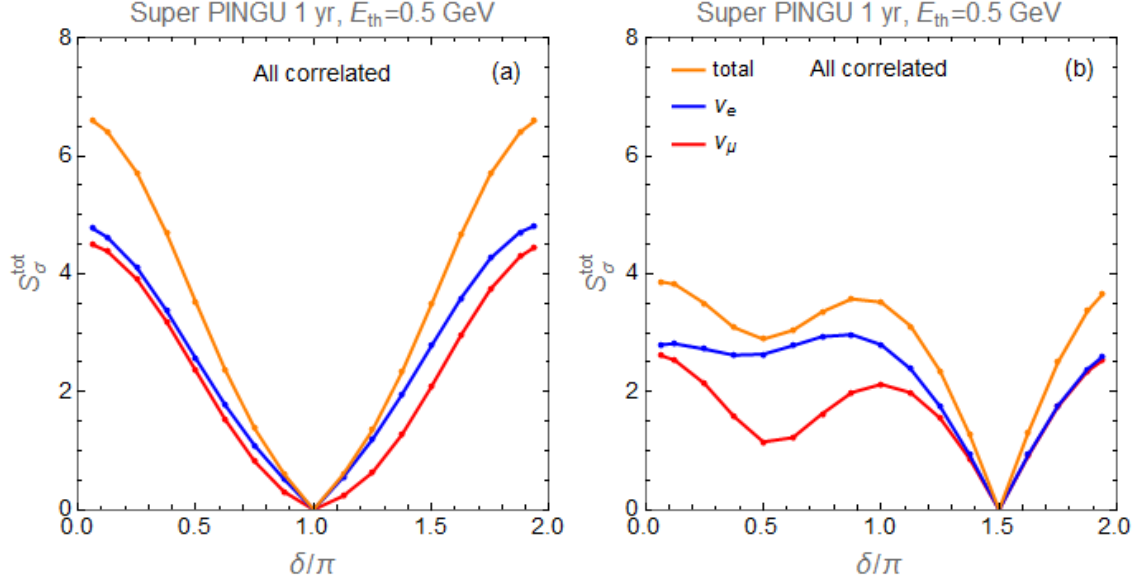 Super PINGU 1 yr, E_th=0.5 GeV
8
6
4
2
0
S_σ^tot
All correlated
(a)
0.0 0.5 1.0 1.5 2.0
δ/π
Super PINGU 1 yr, E_th=0.5 GeV
8
6
4
2
0
S_σ^tot
total
ν_e
ν_μ
All correlated
(b)
0.0 0.5 1.0 1.5 2.0
δ/π